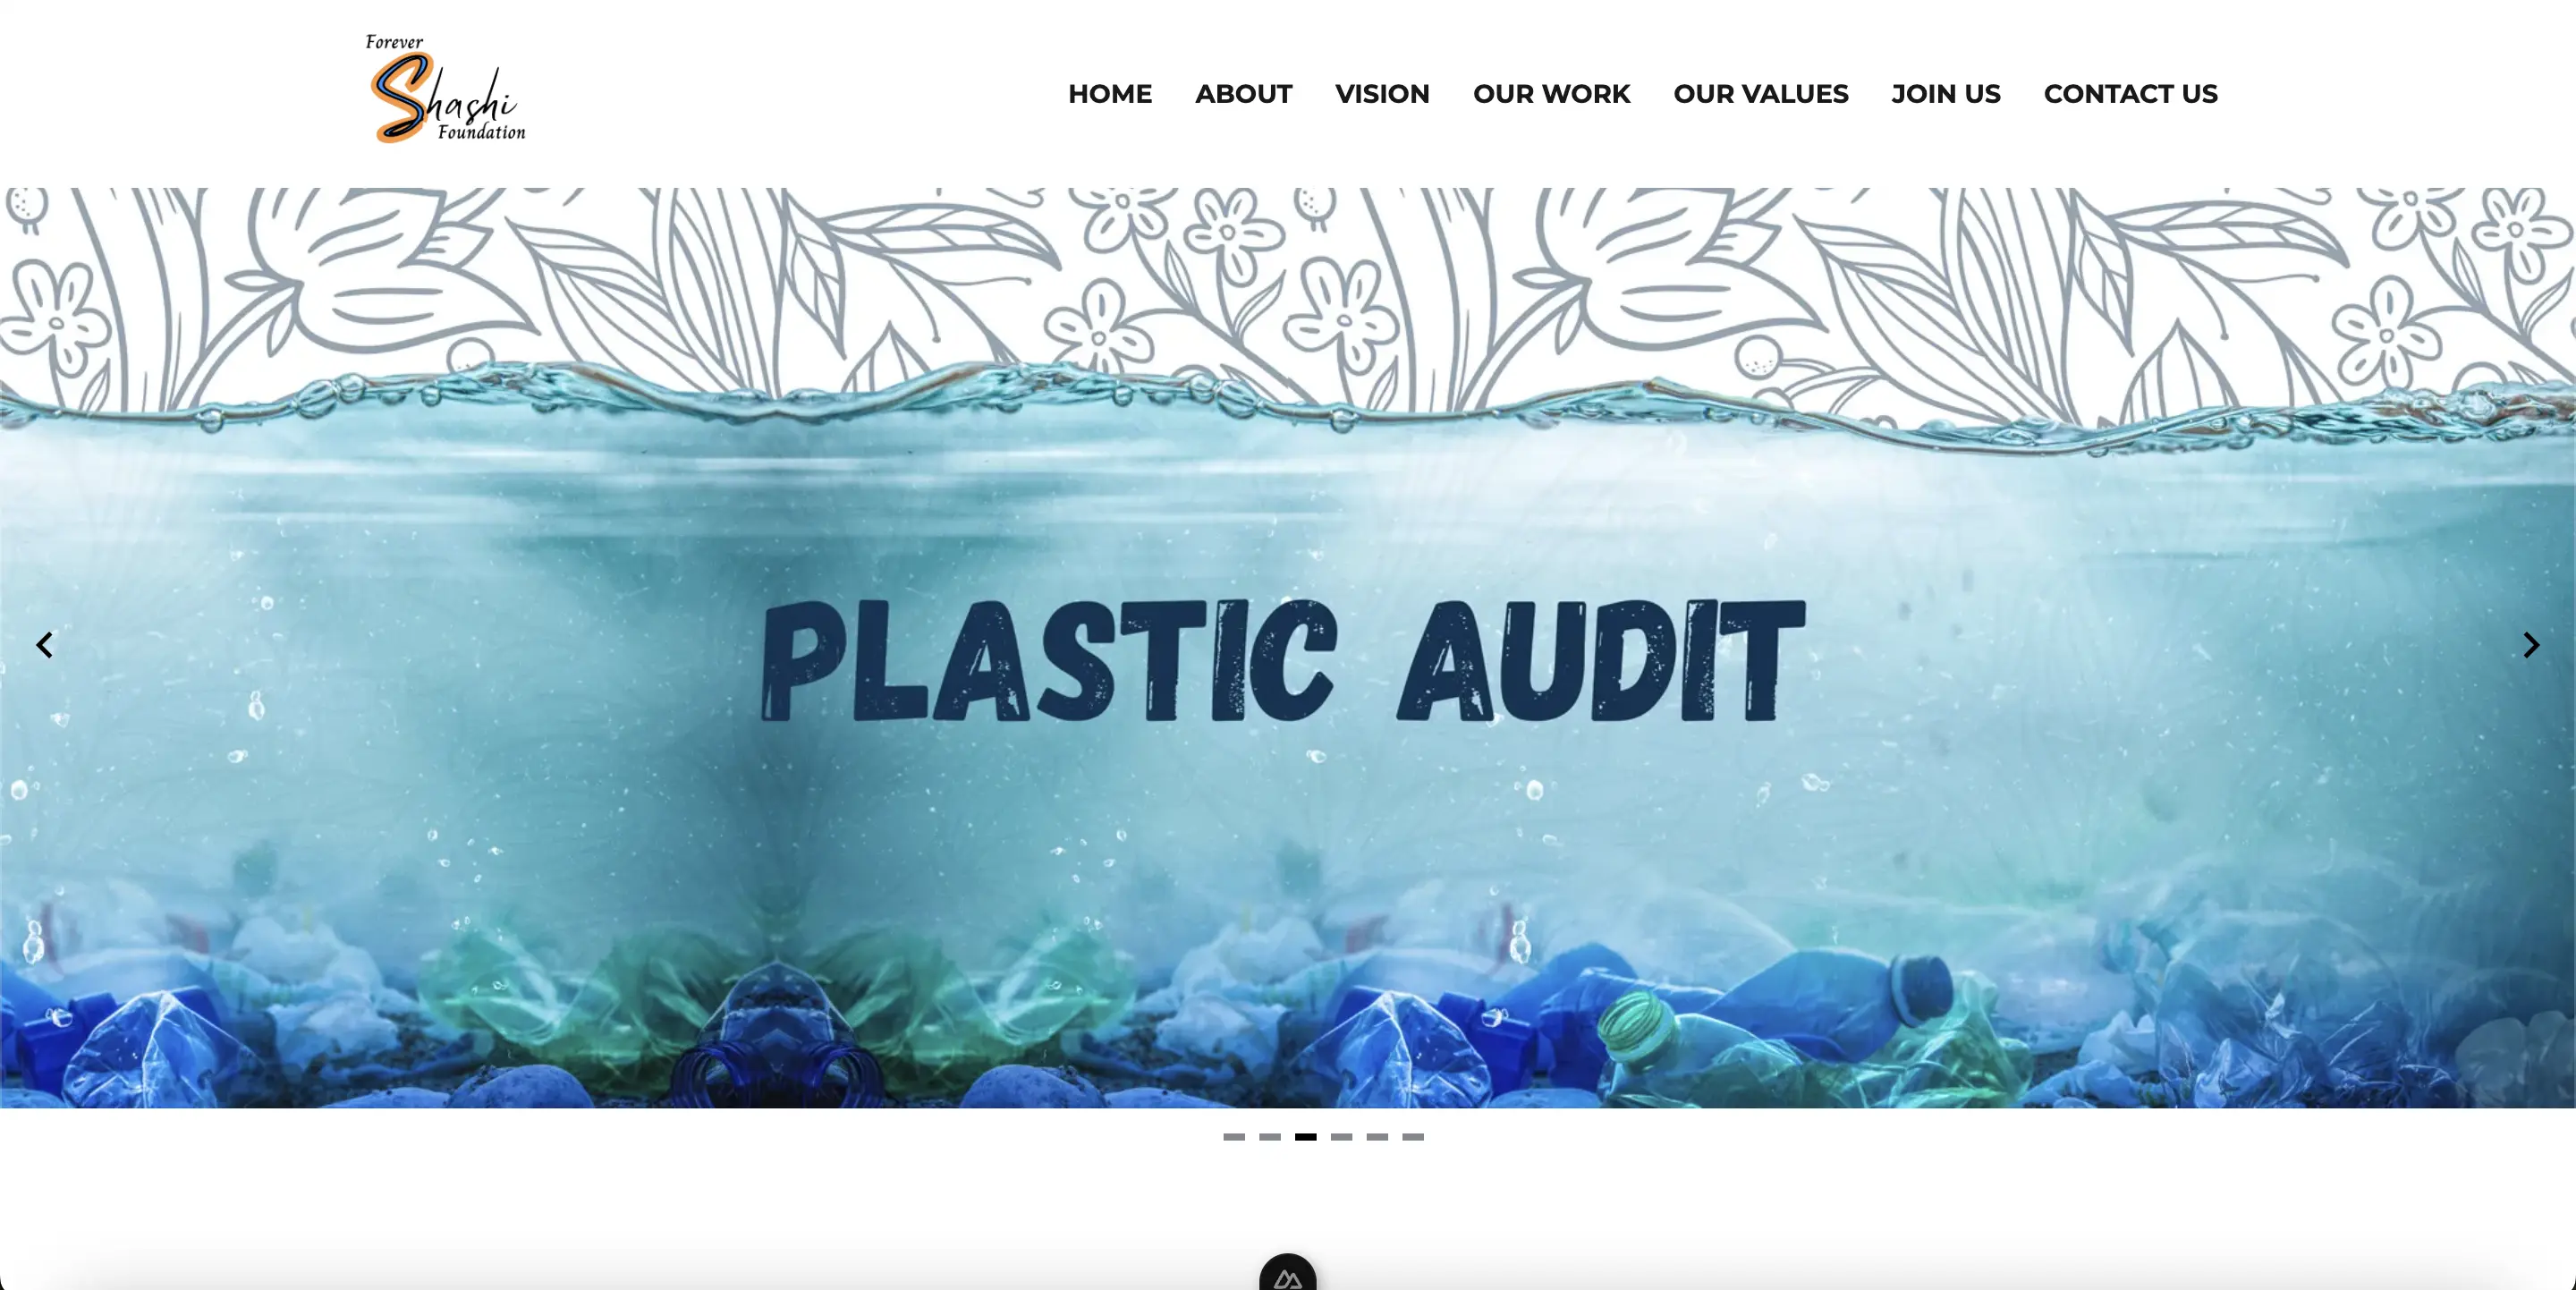 Forever
Shashi
Foundation
HOME ABOUT VISION OUR WORK OUR VALUES JOIN US CONTACT US
PLASTIC AUDIT